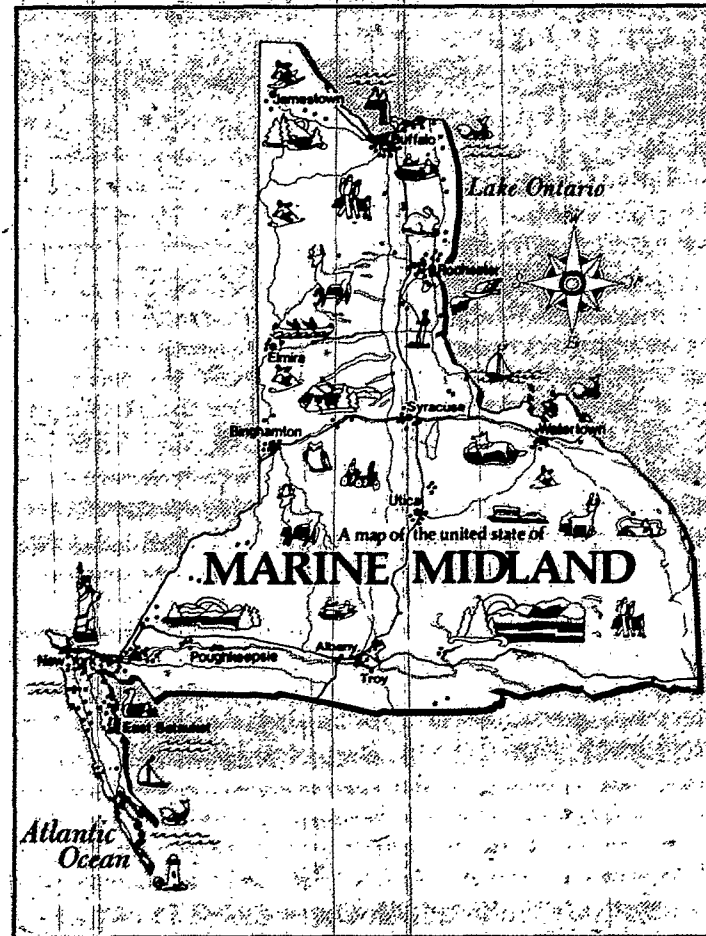 Jamestown
Buffalo
Lake Ontario
Rochester
Elmira
Syracuse
Binghamton
Watertown
Utica
A map of the united state of
MARINE MIDLAND
New York
Poughkeepsie
Albany
Troy
East Setauket
Atlantic
Ocean